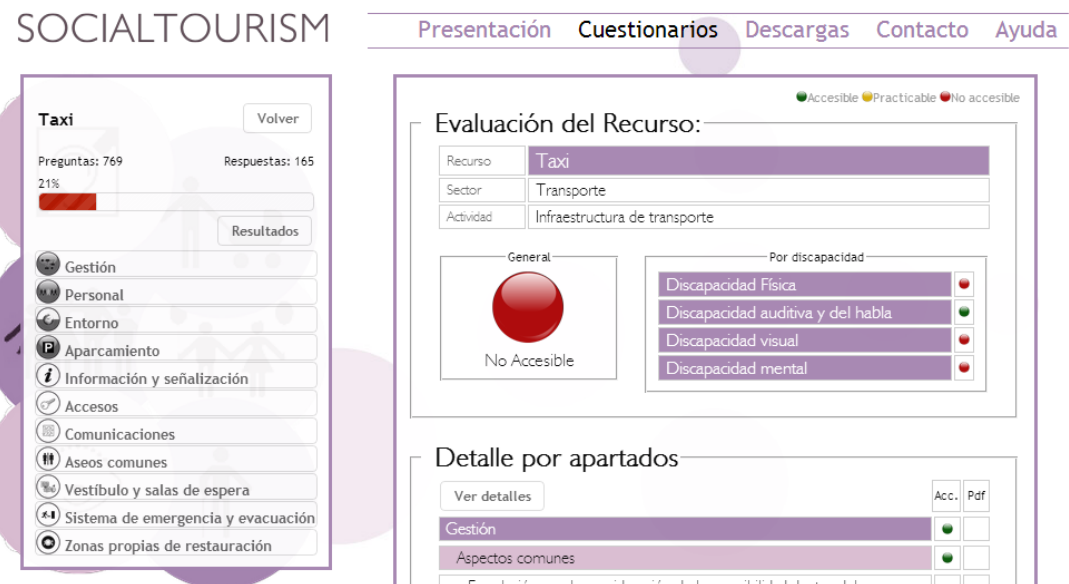 SOCIALTOURISM
Presentación Cuestionarios Descargas Contacto Ayuda
Taxi
Volver
Preguntas: 769
Respuestas: 165
21%
Resultados
Gestión
Personal
Entorno
P Aparcamiento
i Información y señalización
Accesos
Comunicaciones
Aseos comunes
Vestíbulo y salas de espera
Sistema de emergencia y evacuación
Zonas propias de restauración
Accesible Practicable No accesible
Evaluación del Recurso:
Recurso Taxi
Sector Transporte
Actividad Infraestructura de transporte
General
No Accesible
Por discapacidad
Discapacidad Física
Discapacidad auditiva y del habla
Discapacidad visual
Discapacidad mental
Detalle por apartados
Ver detalles
Acc. Pdf
Gestión
Aspectos comunes